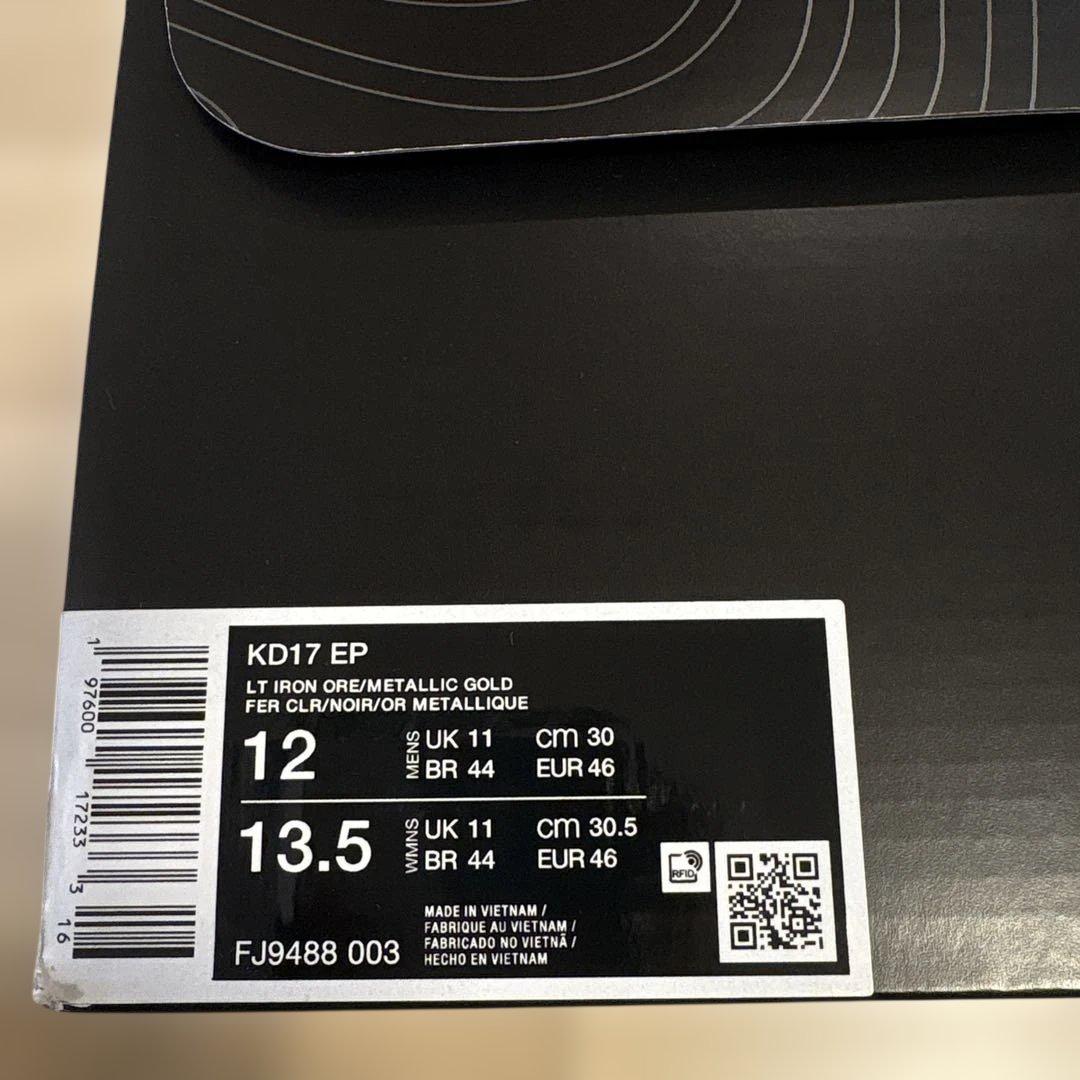 KD17 EP
LT IRON ORE/METALLIC GOLD
FER CLR/NOIR/OR METALLIQUE
12 MENS UK 11 cm 30
BR 44 EUR 46
13.5 WMNS UK 11 cm 30.5
BR 44 EUR 46
RFID
FJ9488 003
MADE IN VIETNAM /
FABRIQUE AU VIETNAM /
FABRICADO NO VIETNÃ /
HECHO EN VIETNAM
1 97600 17233 3 16